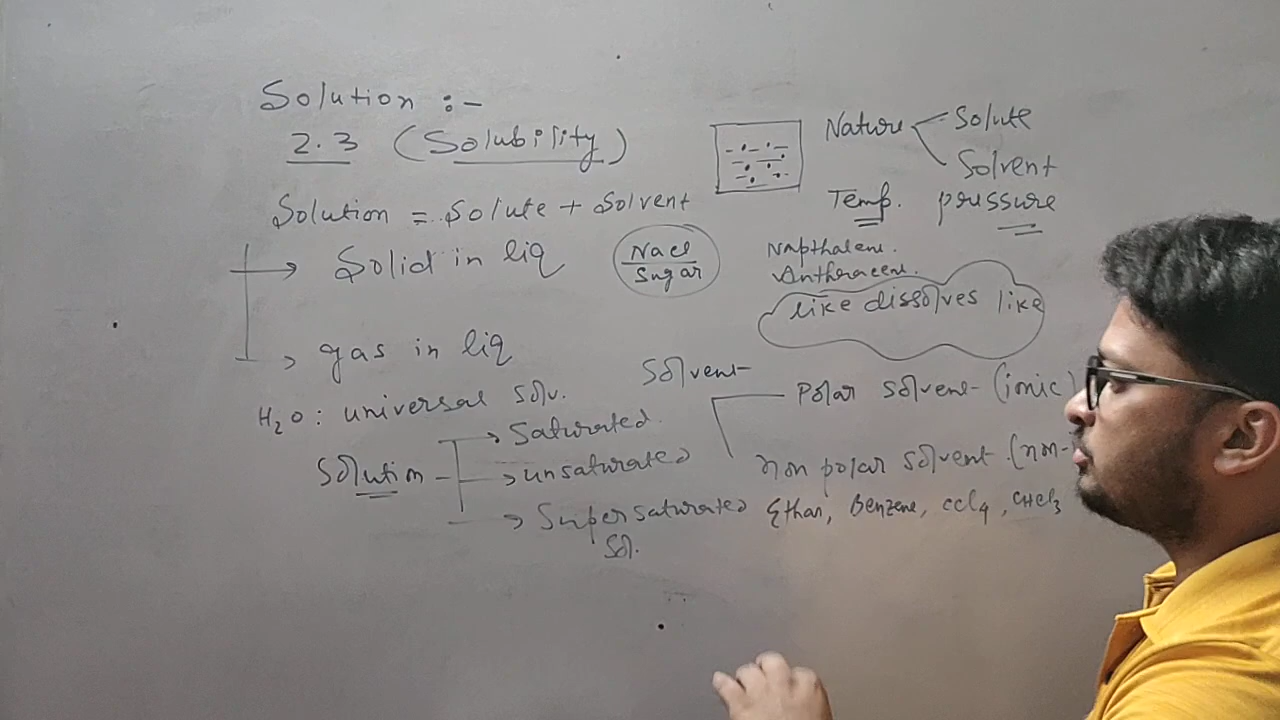 Solution :-
2.3 (Solubility)
Nature
Solute
Solvent
Temp. pressure
Solution = Solute + Solvent
Solid in liq
NaCl
Sugar
Napthalene.
Anthracene.
like dissolves like
gas in liq
H2O: universal solv.
Solvent
Polar solvent (ionic)
non polar solvent (non-
Ethan, Benzene, CCl4, CHCl3
Solution
Saturated.
unsaturated
Supersaturated
Sol.